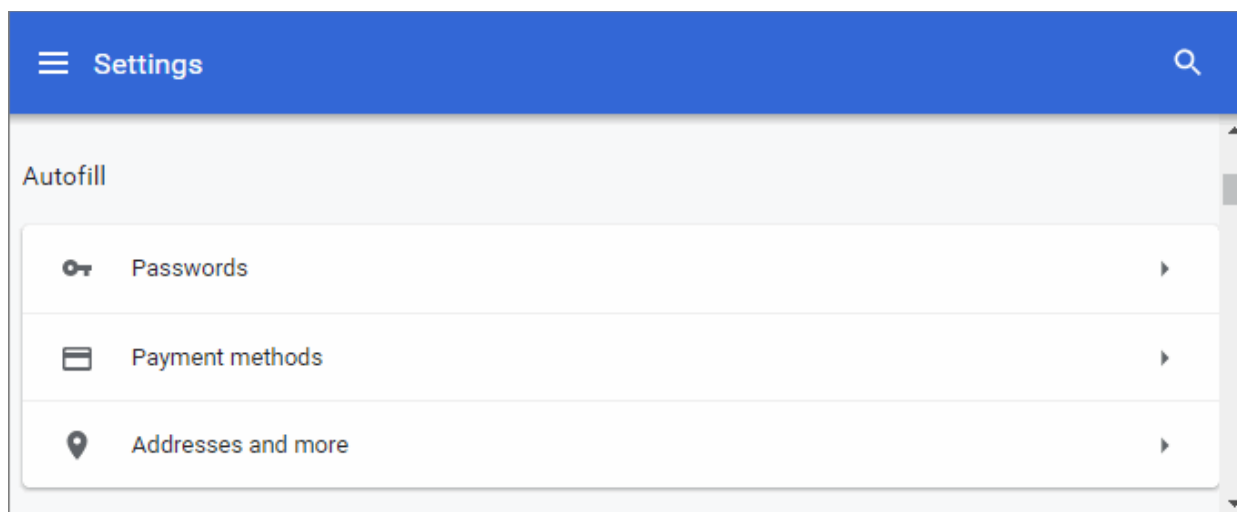 Settings
Autofill
Passwords
Payment methods
Addresses and more